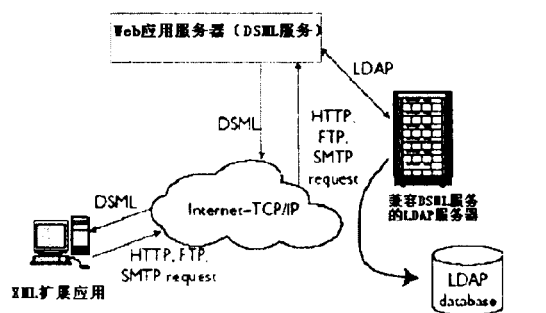 Web应用服务器（DSML服务）
LDAP
HTTP,
FTP,
SMTP
request
DSML
兼容DSML服务
的LDAP服务器
Internet-TCP/IP
DSML
HTTP, FTP,
SMTP request
XML扩展应用
LDAP
database